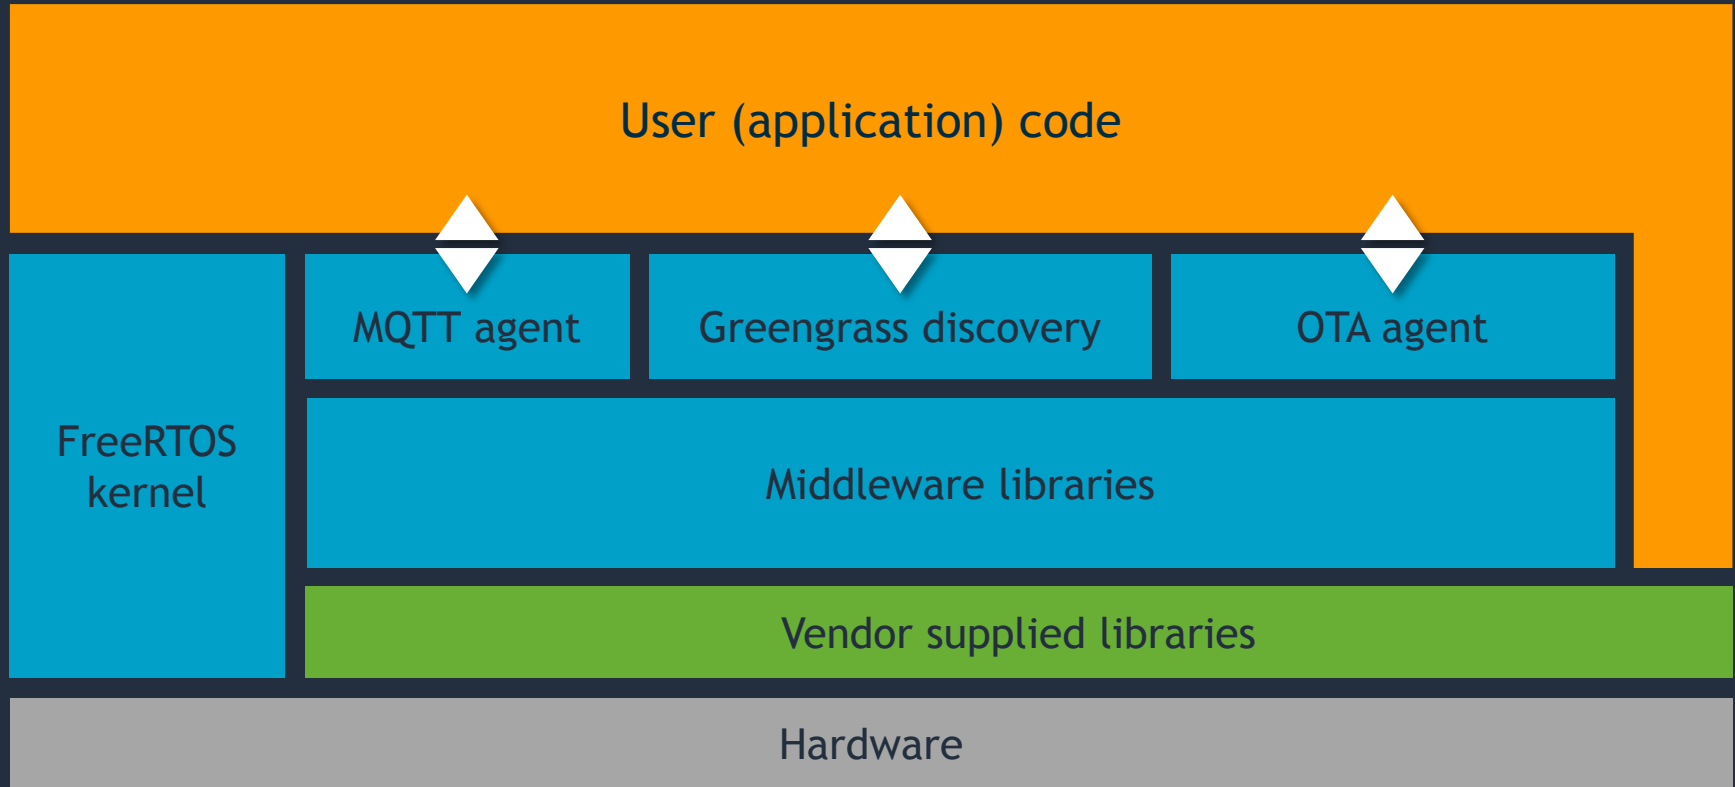 User (application) code
MQTT agent
Greengrass discovery
OTA agent
FreeRTOS
kernel
Middleware libraries
Vendor supplied libraries
Hardware